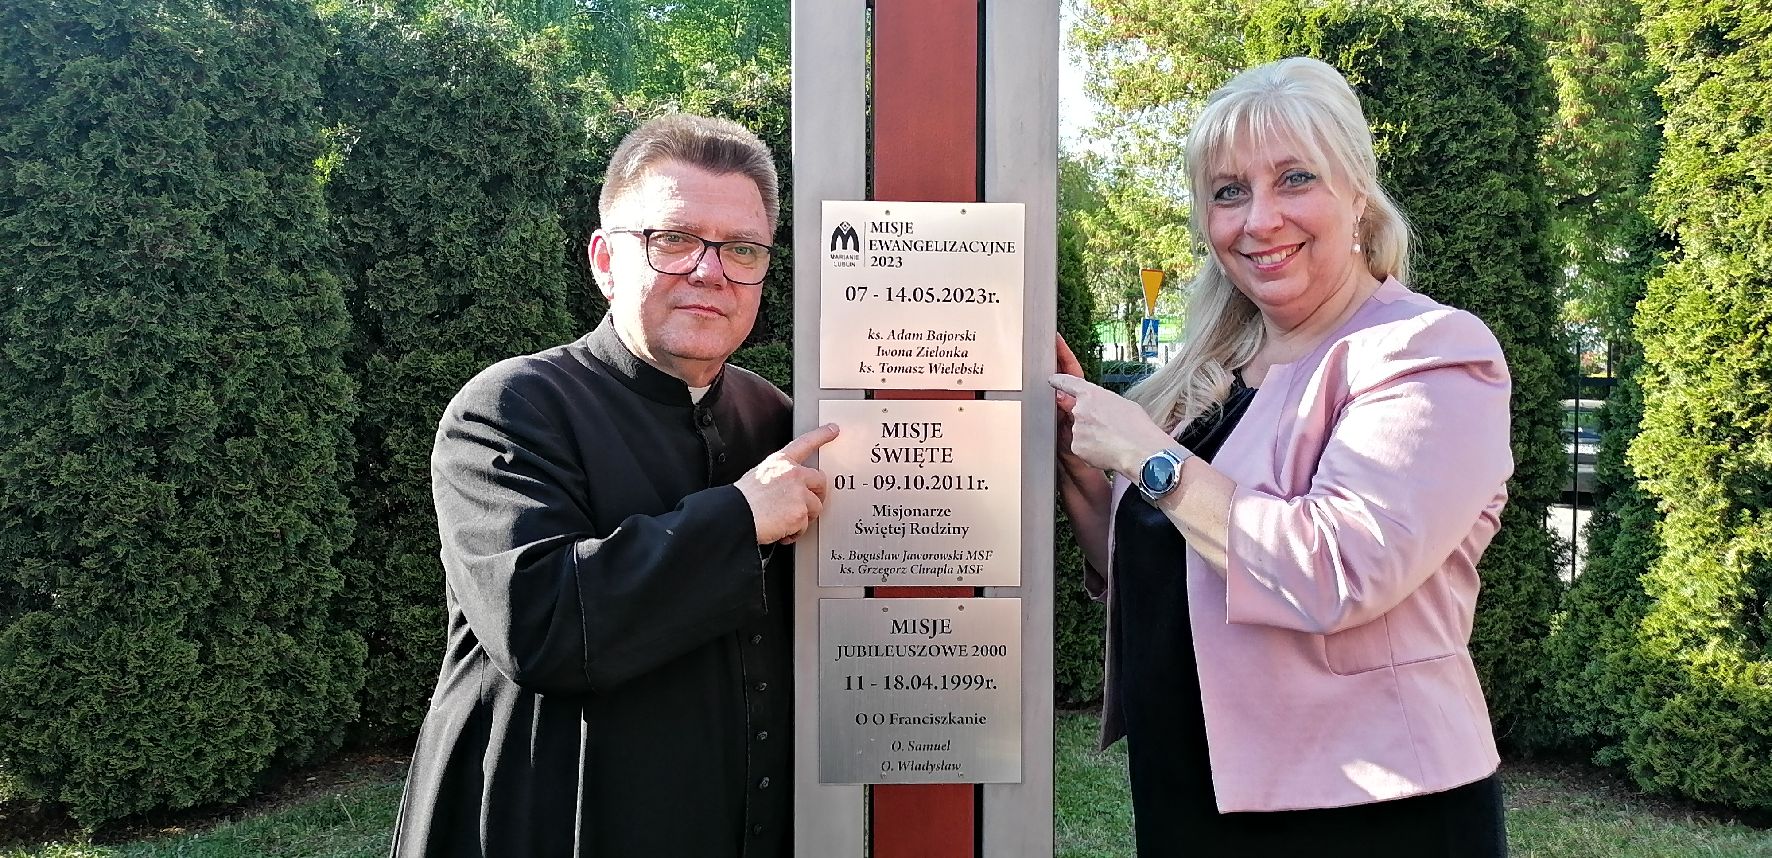 MARIANIE
LUBLIN
MISJE
EWANGELIZACYJNE
2023
07 - 14.05.2023r.
ks. Adam Bajorski
Iwona Zielonka
ks. Tomasz Wielebski
MISJE
ŚWIĘTE
01 - 09.10.2011r.
Misjonarze
Świętej Rodziny
ks. Bogusław Jaworowski MSF
ks. Grzegorz Chrapla MSF
MISJE
JUBILEUSZOWE 2000
11 - 18.04.1999r.
O O Franciszkanie
O. Samuel
O. Władysław